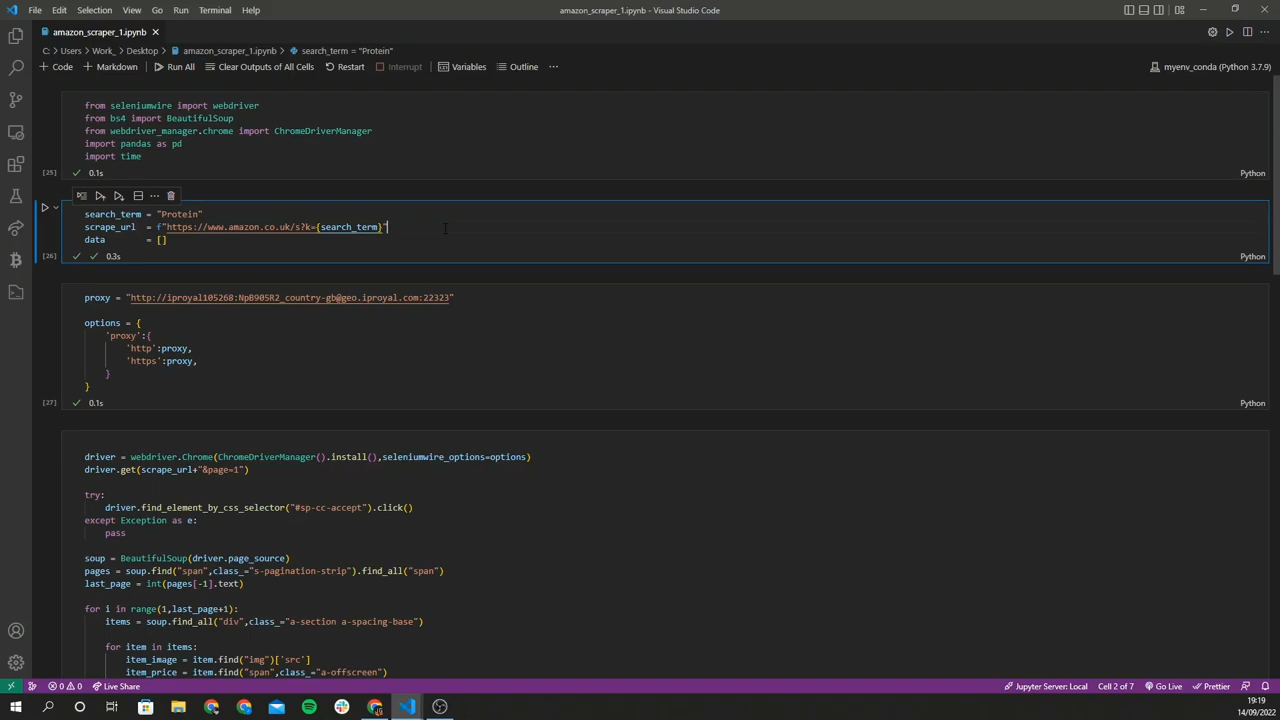 File Edit Selection View Go Run Terminal Help amazon_scraper_1.ipynb - Visual Studio Code
amazon_scraper_1.ipynb
C: > Users > Work_ > Desktop > amazon_scraper_1.ipynb > search_term = "Protein"
+ Code + Markdown Run All Clear Outputs of All Cells Restart Interrupt Variables Outline ... myenv_conda (Python 3.7.9)
from seleniumwire import webdriver
from bs4 import BeautifulSoup
from webdriver_manager.chrome import ChromeDriverManager
import pandas as pd
import time
[25] 0.1s Python
search_term = "Protein"
scrape_url = f"https://www.amazon.co.uk/s?k={search_term}"
data = []
[26] 0.3s Python
proxy = "http://iproyal105268:NpB905R2_country-gb@geo.iproyal.com:22323"
options = {
'proxy':{
'http':proxy,
'https':proxy,
}
}
[27] 0.1s Python
driver = webdriver.Chrome(ChromeDriverManager().install(),seleniumwire_options=options)
driver.get(scrape_url+"&page=1")
try:
driver.find_element_by_css_selector("#sp-cc-accept").click()
except Exception as e:
pass
soup = BeautifulSoup(driver.page_source)
pages = soup.find("span",class_="s-pagination-strip").find_all("span")
last_page = int(pages[-1].text)
for i in range(1,last_page+1):
items = soup.find_all("div",class_="a-section a-spacing-base")
for item in items:
item_image = item.find("img")['src']
item_price = item.find("span",class_="a-offscreen")
0 0 Live Share Jupyter Server: Local Cell 2 of 7 Go Live Prettier
19:19
14/09/2022